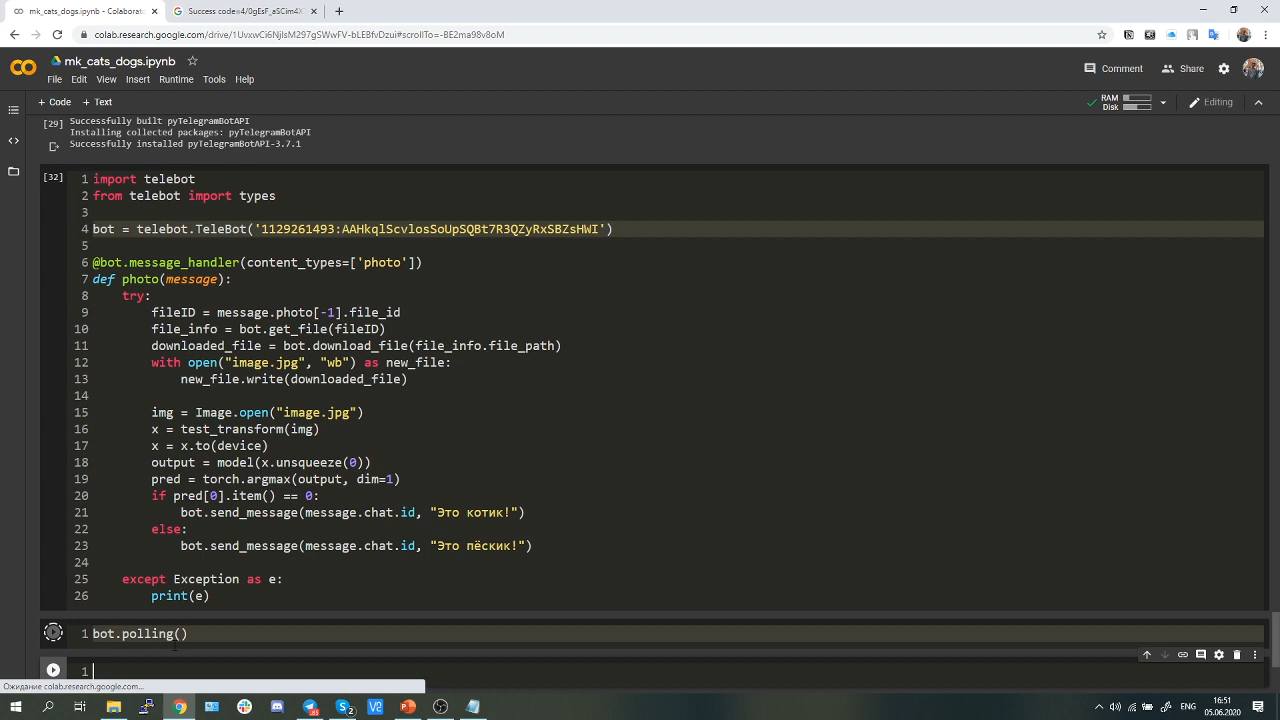 mk_cats_dogs.ipynb - Colaborato
Success code=4/0gEsF_aSCim4X
colab.research.google.com/drive/1UvxwCi6NjlsM297gSWwFV-bLEBfvDzui#scrollTo=-BE2ma98v8oM
mk_cats_dogs.ipynb
File Edit View Insert Runtime Tools Help
Comment Share
+ Code + Text
RAM
Disk
Editing
[29]
Successfully built pyTelegramBotAPI
Installing collected packages: pyTelegramBotAPI
Successfully installed pyTelegramBotAPI-3.7.1
[32]
1 import telebot
2 from telebot import types
3
4 bot = telebot.TeleBot('1129261493:AAHkqlScvlosSoUpSQBt7R3QZyRxSBZsHWI')
5
6 @bot.message_handler(content_types=['photo'])
7 def photo(message):
8 try:
9 fileID = message.photo[-1].file_id
10 file_info = bot.get_file(fileID)
11 downloaded_file = bot.download_file(file_info.file_path)
12 with open("image.jpg", "wb") as new_file:
13 new_file.write(downloaded_file)
14
15 img = Image.open("image.jpg")
16 x = test_transform(img)
17 x = x.to(device)
18 output = model(x.unsqueeze(0))
19 pred = torch.argmax(output, dim=1)
20 if pred[0].item() == 0:
21 bot.send_message(message.chat.id, "Это котик!")
22 else:
23 bot.send_message(message.chat.id, "Это пёсик!")
24
25 except Exception as e:
26 print(e)
1 bot.polling()
1
Ожидание colab.research.google.com...
16:51
05.06.2020